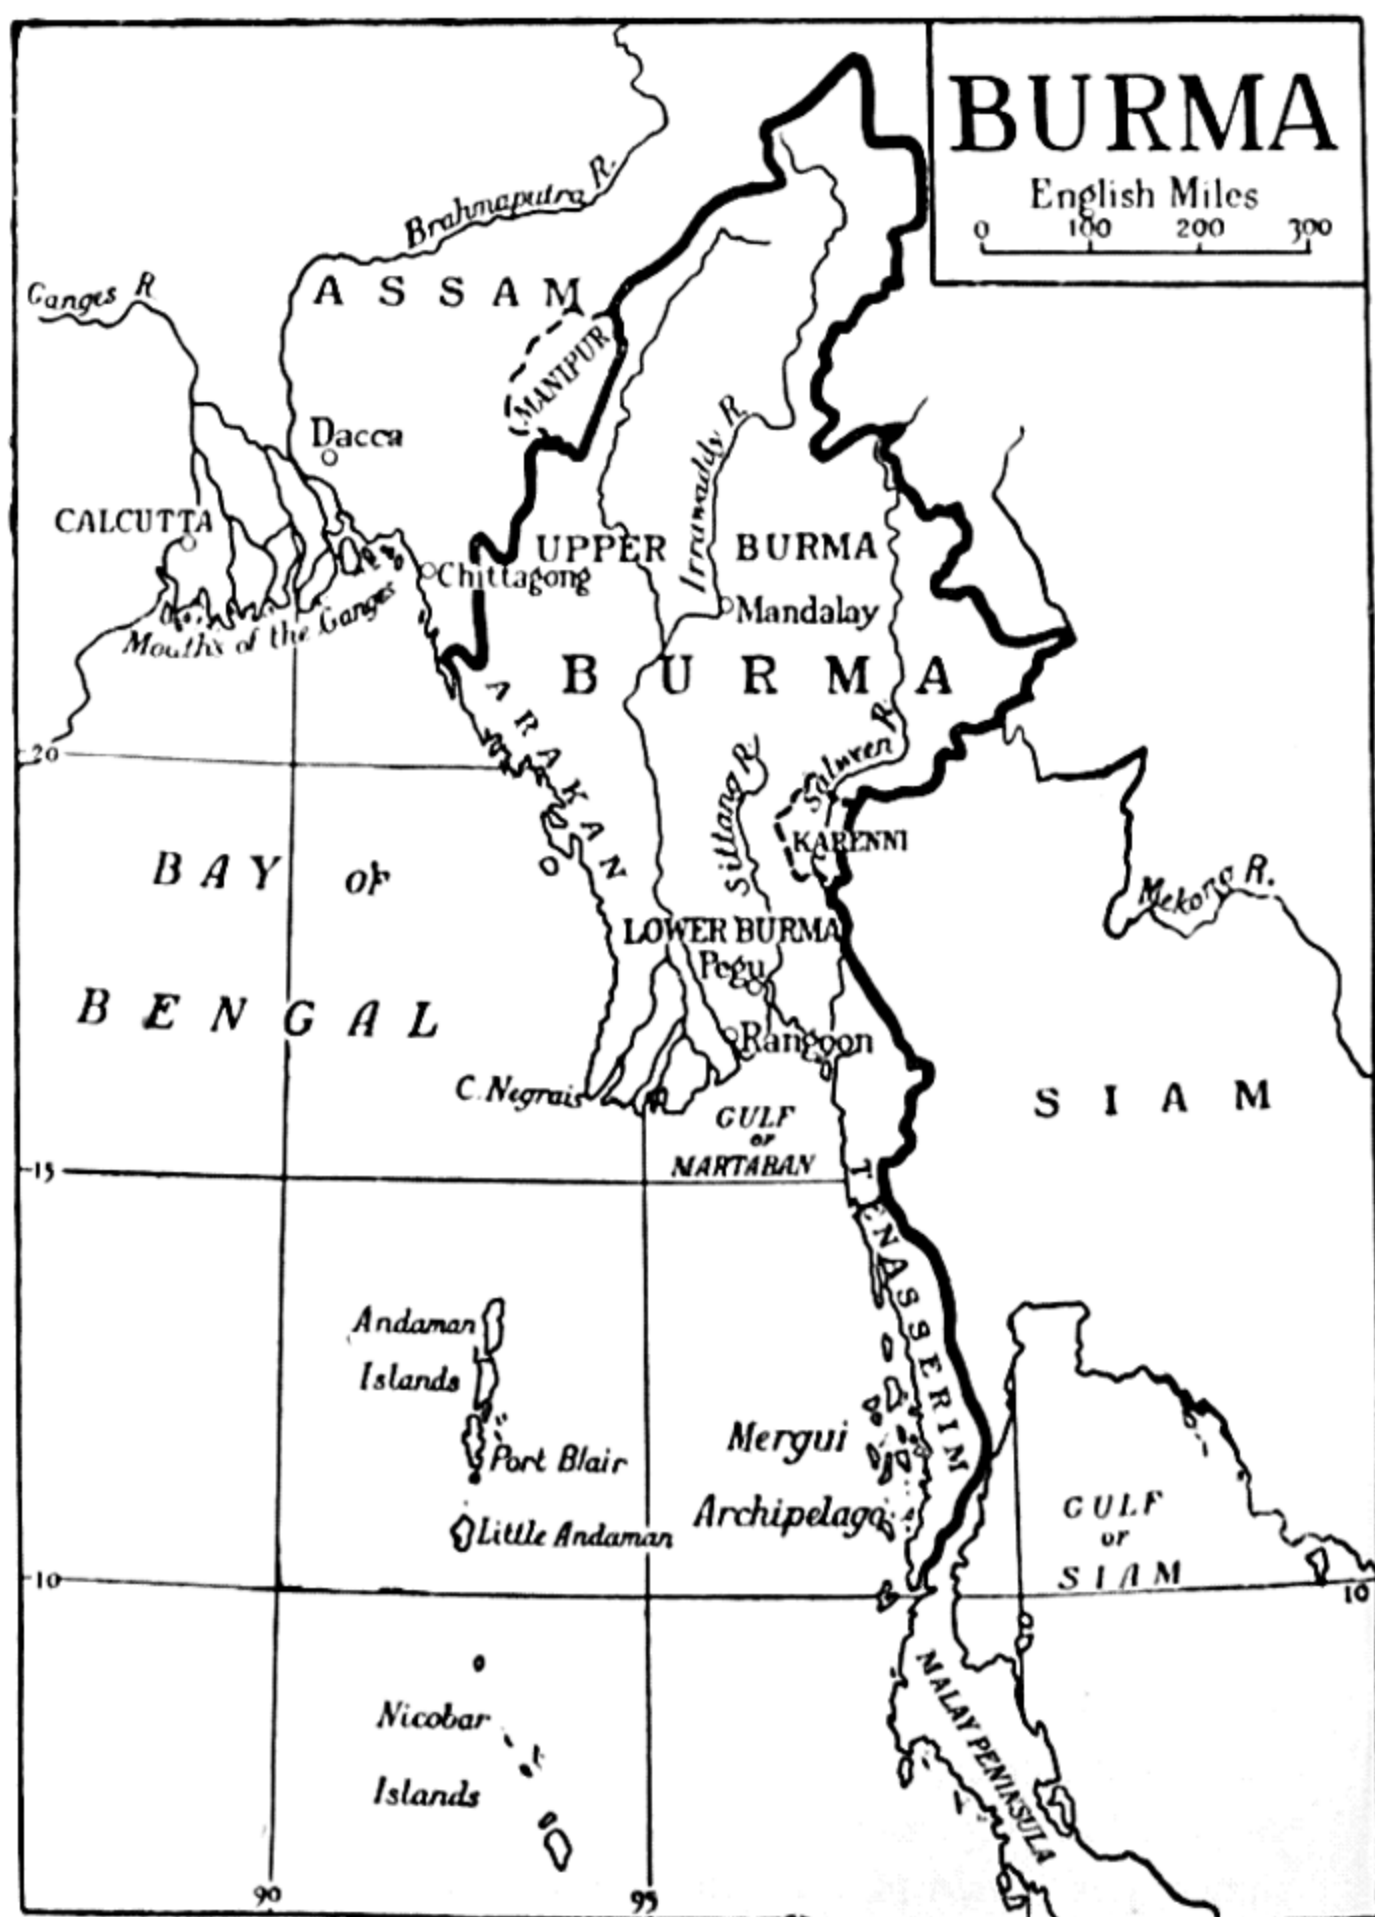 BURMA
English Miles
0 100 200 300
Brahmaputra R.
Ganges R
ASSAM
MANIPUR
Dacca
CALCUTTA
Irrawaddy R.
UPPER BURMA
Chittagong
Mouths of the Ganges
Mandalay
BURMA
ARAKAN
Salween R.
20
Sittang R.
KARENNI
BAY OF
Mekong R.
LOWER BURMA
Pegu
BENGAL
Rangoon
C. Negrais
SIAM
GULF
OF
MARTABAN
15
TENASSERIM
Andaman
Islands
Mergui
Port Blair
GULF
OF
SIAM
Archipelago
Little Andaman
10
10
MALAY PENINSULA
Nicobar
Islands
90
95